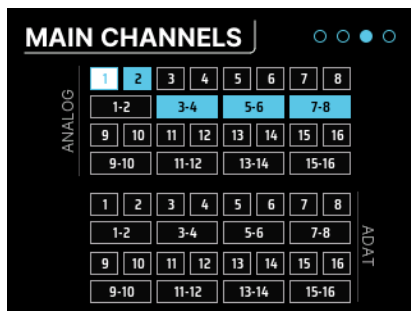 MAIN CHANNELS
ANALOG
1 2 3 4 5 6 7 8
1-2 3-4 5-6 7-8
9 10 11 12 13 14 15 16
9-10 11-12 13-14 15-16
1 2 3 4 5 6 7 8
1-2 3-4 5-6 7-8
9 10 11 12 13 14 15 16
9-10 11-12 13-14 15-16
ADAT